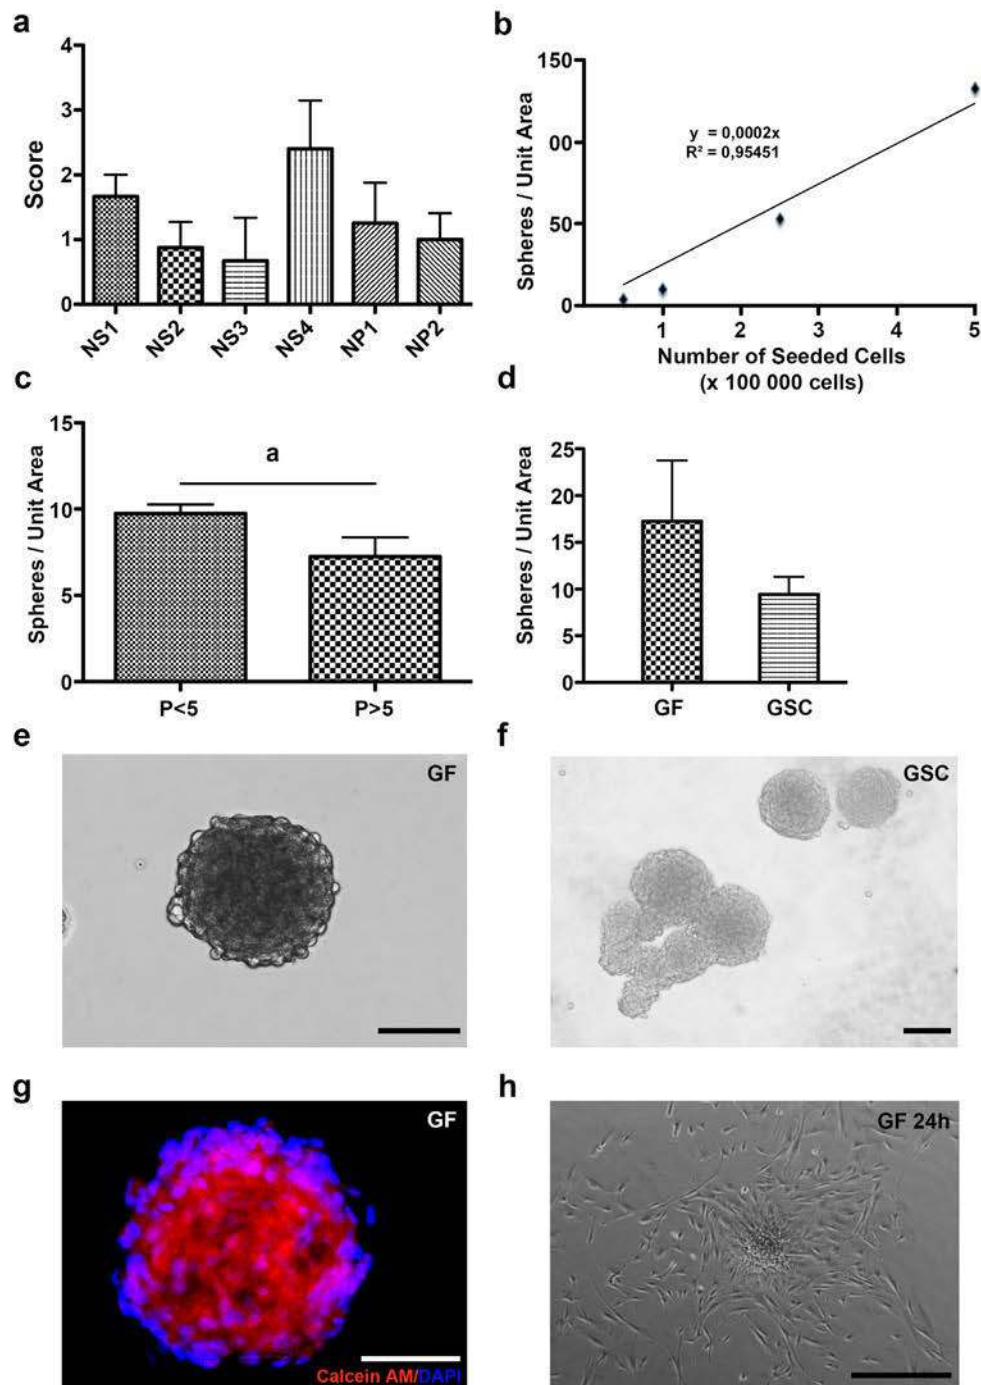 a
4
3
2
1
0
Score
NS1
NS2
NS3
NS4
NP1
NP2
b
150
00
50
0
Spheres / Unit Area
y = 0,0002x
R² = 0,95451
1
2
3
4
5
Number of Seeded Cells
(x 100 000 cells)
c
15
10
5
0
Spheres / Unit Area
a
P<5
P>5
d
25
20
15
10
5
0
Spheres / Unit Area
GF
GSC
e
GF
f
GSC
g
GF
Calcein AM/DAPI
h
GF 24h